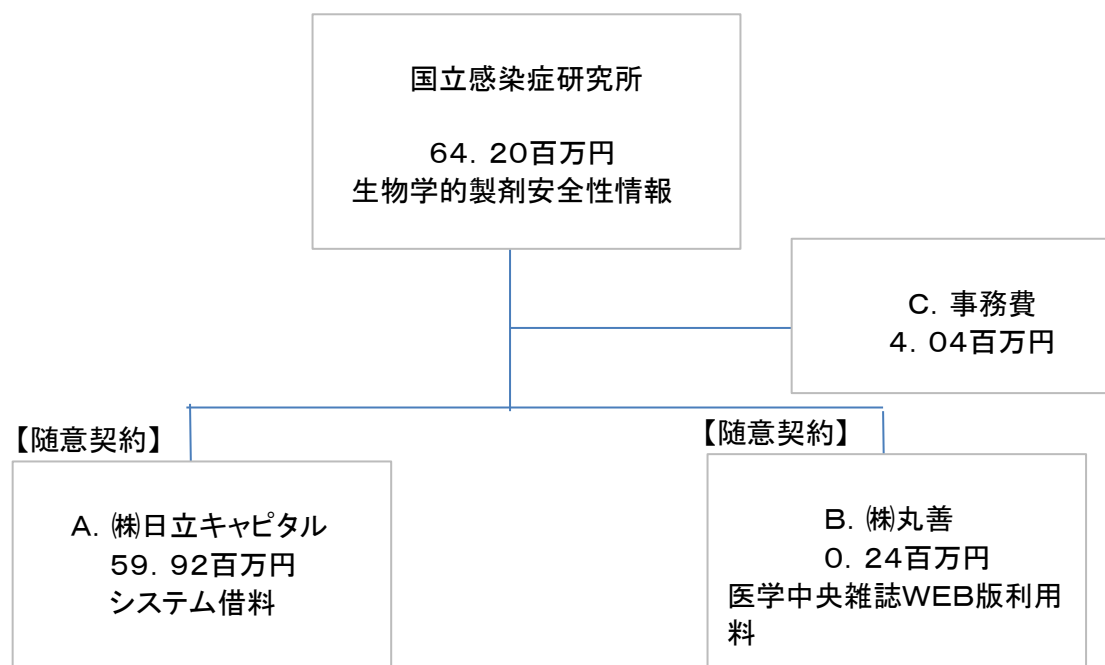 国立感染症研究所
64．20百万円
生物学的製剤安全性情報
C．事務費
4．04百万円
【随意契約】
A．㈱日立キャピタル
59．92百万円
システム借料
【随意契約】
B．㈱丸善
0．24百万円
医学中央雑誌WEB版利用
料